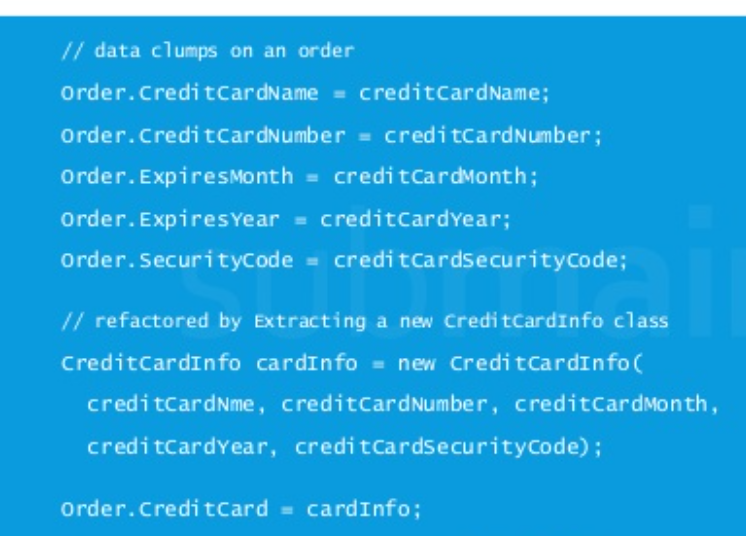 // data clumps on an order
Order.CreditCardName = creditCardName;
Order.CreditCardNumber = creditCardNumber;
Order.ExpiresMonth = creditCardMonth;
Order.ExpiresYear = creditCardYear;
Order.SecurityCode = creditCardSecurityCode;
// refactored by Extracting a new CreditCardInfo class
CreditCardInfo cardInfo = new CreditCardInfo(
creditCardNme, creditCardNumber, creditCardMonth,
creditCardYear, creditCardSecurityCode);
Order.CreditCard = cardInfo;
submain